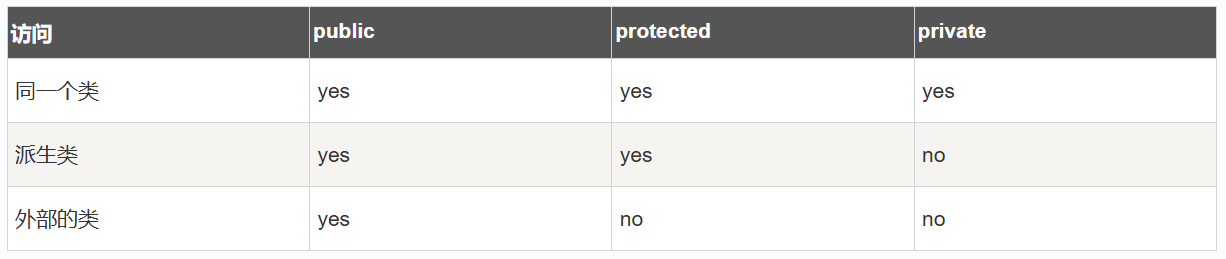 访问 public protected private
同一个类 yes yes yes
派生类 yes yes no
外部的类 yes no no